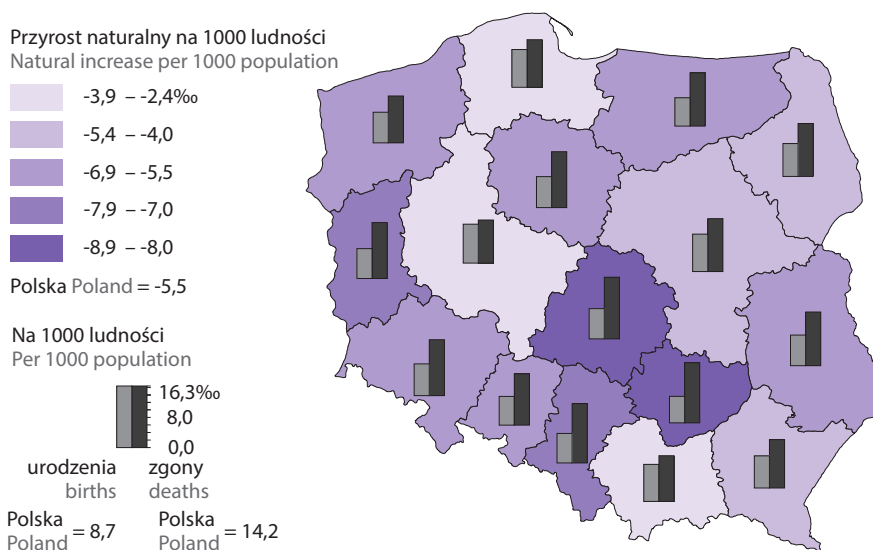 Przyrost naturalny na 1000 ludności
Natural increase per 1000 population
-3,9 – -2,4‰
-5,4 – -4,0
-6,9 – -5,5
-7,9 – -7,0
-8,9 – -8,0
Polska Poland = -5,5
Na 1000 ludności
Per 1000 population
16,3‰
8,0
0,0
urodzenia zgony
births deaths
Polska Polska
Poland = 8,7 Poland = 14,2